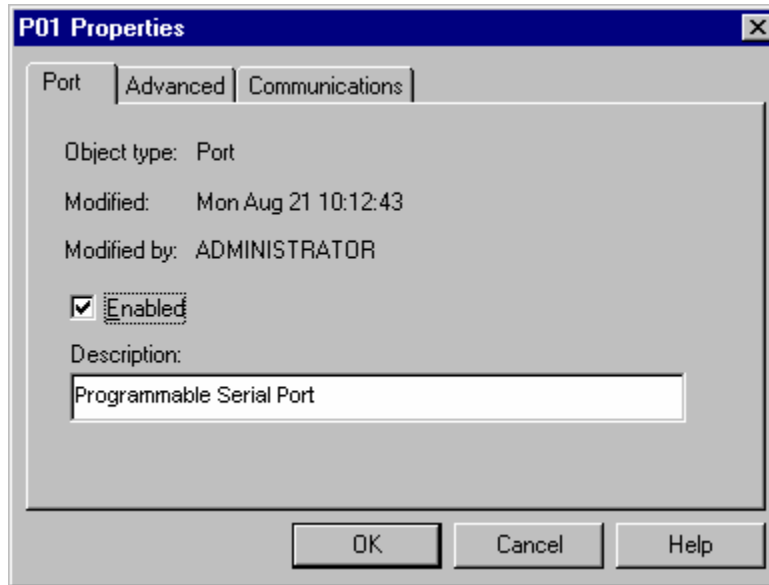 P01 Properties
Port Advanced Communications
Object type: Port
Modified: Mon Aug 21 10:12:43
Modified by: ADMINISTRATOR
Enabled
Description:
Programmable Serial Port
OK Cancel Help